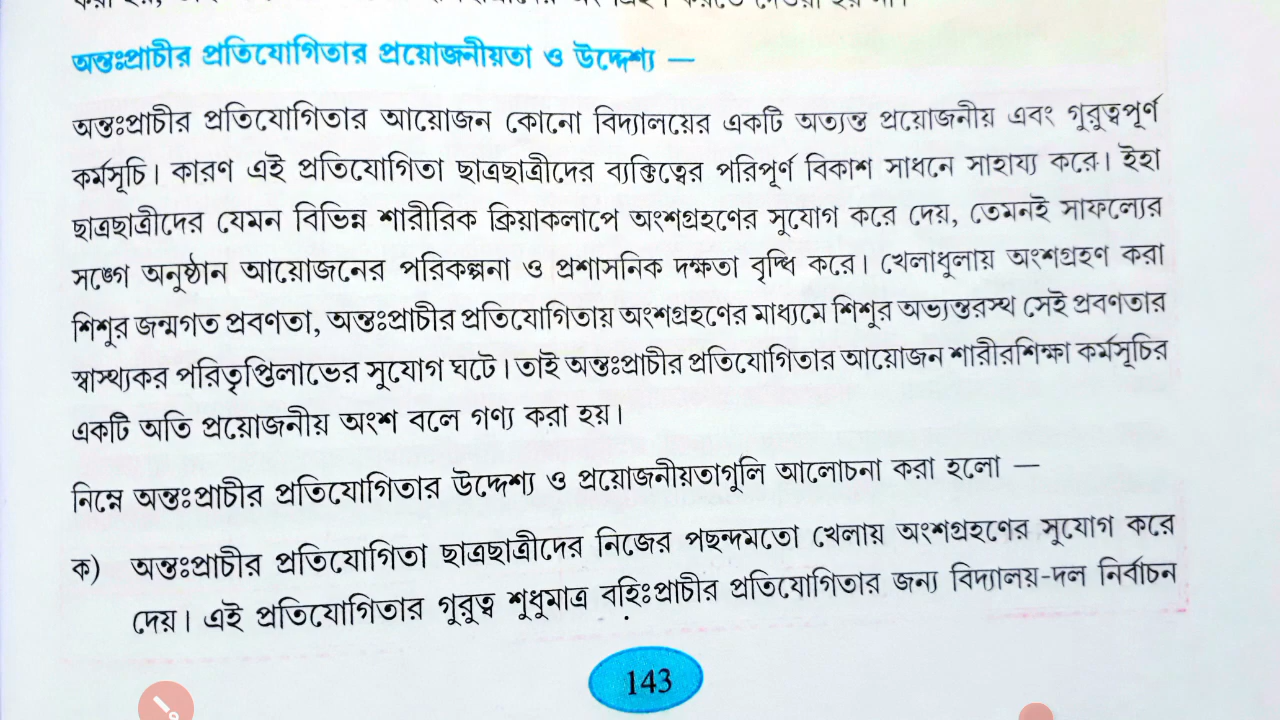 অন্তঃপ্রাচীর প্রতিযোগিতার প্রয়োজনীয়তা ও উদ্দেশ্য —
অন্তঃপ্রাচীর প্রতিযোগিতার আয়োজন কোনো বিদ্যালয়ের একটি অত্যন্ত প্রয়োজনীয় এবং গুরুত্বপূর্ণ
কর্মসূচি। কারণ এই প্রতিযোগিতা ছাত্রছাত্রীদের ব্যক্তিত্বের পরিপূর্ণ বিকাশ সাধনে সাহায্য করে। ইহা
ছাত্রছাত্রীদের যেমন বিভিন্ন শারীরিক ক্রিয়াকলাপে অংশগ্রহণের সুযোগ করে দেয়, তেমনই সাফল্যের
সঙ্গে অনুষ্ঠান আয়োজনের পরিকল্পনা ও প্রশাসনিক দক্ষতা বৃদ্ধি করে। খেলাধুলায় অংশগ্রহণ করা
শিশুর জন্মগত প্রবণতা, অন্তঃপ্রাচীর প্রতিযোগিতায় অংশগ্রহণের মাধ্যমে শিশুর অভ্যন্তরস্থ সেই প্রবণতার
স্বাস্থ্যকর পরিতৃপ্তিলাভের সুযোগ ঘটে। তাই অন্তঃপ্রাচীর প্রতিযোগিতার আয়োজন শারীরশিক্ষা কর্মসূচির
একটি অতি প্রয়োজনীয় অংশ বলে গণ্য করা হয়।
নিম্নে অন্তঃপ্রাচীর প্রতিযোগিতার উদ্দেশ্য ও প্রয়োজনীয়তাগুলি আলোচনা করা হলো —
ক) অন্তঃপ্রাচীর প্রতিযোগিতা ছাত্রছাত্রীদের নিজের পছন্দমতো খেলায় অংশগ্রহণের সুযোগ করে
দেয়। এই প্রতিযোগিতার গুরুত্ব শুধুমাত্র বহিঃপ্রাচীর প্রতিযোগিতার জন্য বিদ্যালয়-দল নির্বাচন
143